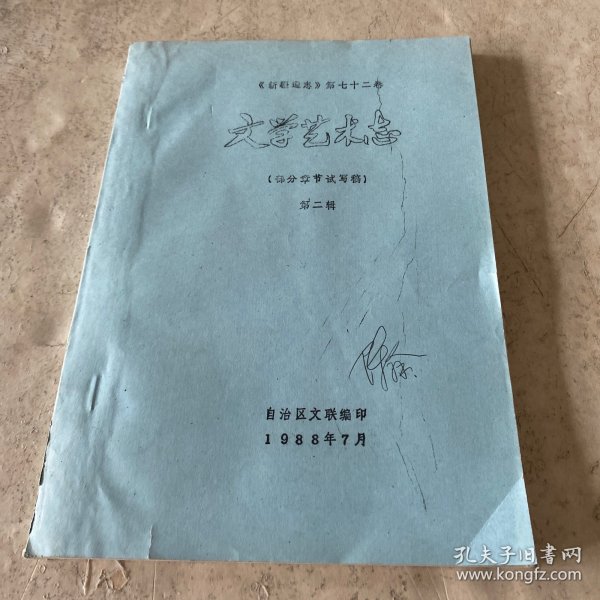 《新疆通志》第七十二卷
文学艺术志
(部分章节试写稿)
第二辑
自治区文联编印
1988年7月
孔夫子旧书网
www.kongfz.com